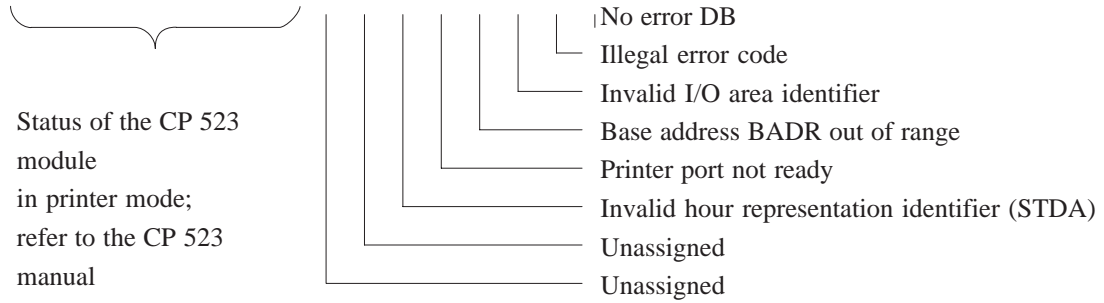 No error DB
Illegal error code
Invalid I/O area identifier
Base address BADR out of range
Printer port not ready
Invalid hour representation identifier (STDA)
Unassigned
Unassigned
Status of the CP 523
module
in printer mode;
refer to the CP 523
manual